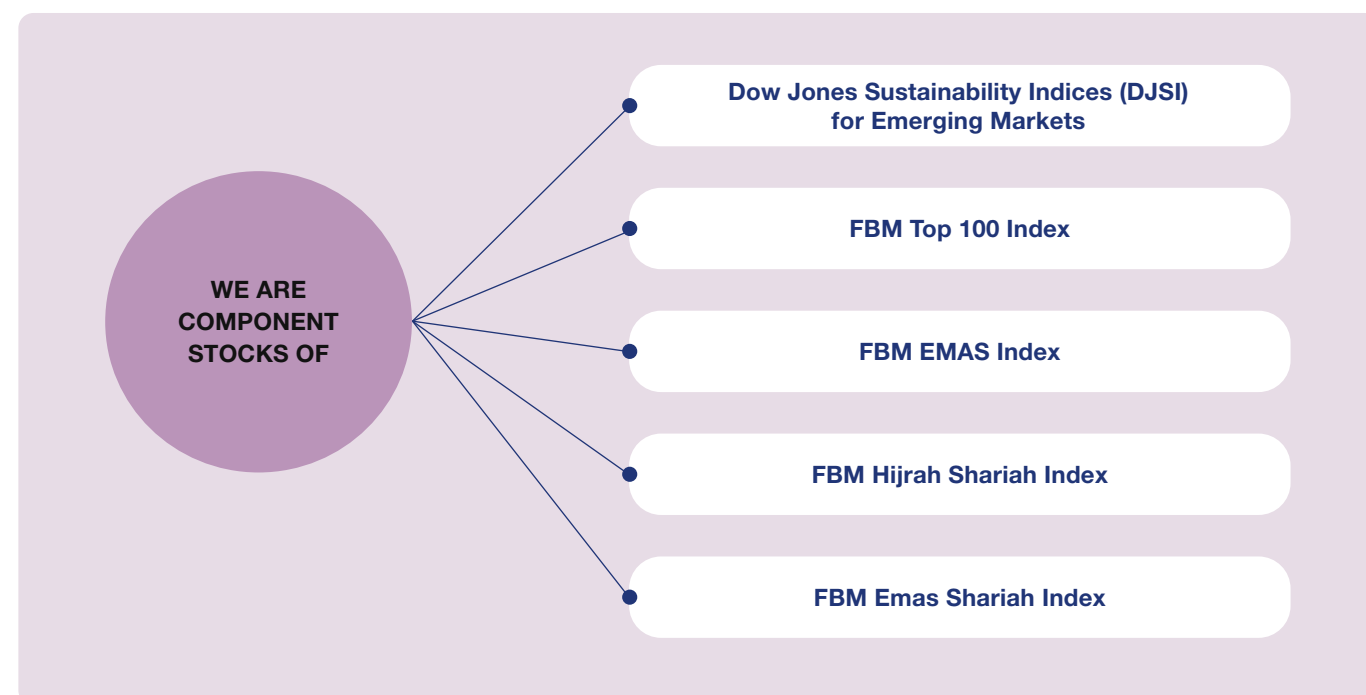 WE ARE
COMPONENT
STOCKS OF
Dow Jones Sustainability Indices (DJSI)
for Emerging Markets
FBM Top 100 Index
FBM EMAS Index
FBM Hijrah Shariah Index
FBM Emas Shariah Index